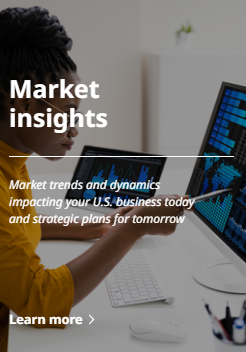 Market
insights
Market trends and dynamics
impacting your U.S. business today
and strategic plans for tomorrow
Learn more >